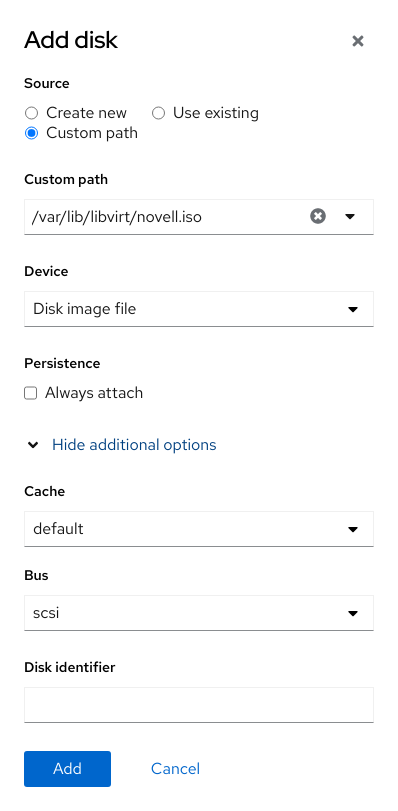 Add disk
Source
Create new
Use existing
Custom path
Custom path
/var/lib/libvirt/novell.iso
Device
Disk image file
Persistence
Always attach
Hide additional options
Cache
default
Bus
scsi
Disk identifier
Add
Cancel